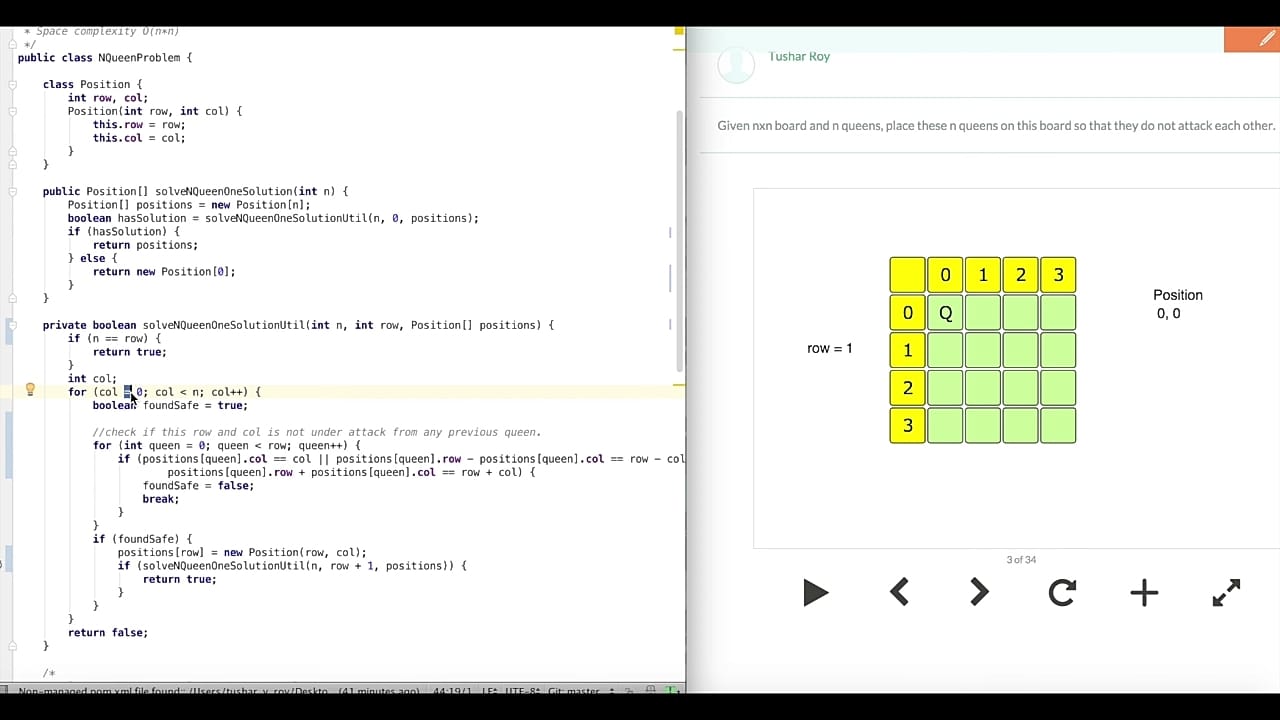 * Space complexity O(n*n)
*/
public class NQueenProblem {
class Position {
int row, col;
Position(int row, int col) {
this.row = row;
this.col = col;
}
}
public Position[] solveNQueenOneSolution(int n) {
Position[] positions = new Position[n];
boolean hasSolution = solveNQueenOneSolutionUtil(n, 0, positions);
if (hasSolution) {
return positions;
} else {
return new Position[0];
}
}
private boolean solveNQueenOneSolutionUtil(int n, int row, Position[] positions) {
if (n == row) {
return true;
}
int col;
for (col = 0; col < n; col++) {
boolean foundSafe = true;
//check if this row and col is not under attack from any previous queen.
for (int queen = 0; queen < row; queen++) {
if (positions[queen].col == col || positions[queen].row - positions[queen].col == row - col
positions[queen].row + positions[queen].col == row + col) {
foundSafe = false;
break;
}
}
if (foundSafe) {
positions[row] = new Position(row, col);
if (solveNQueenOneSolutionUtil(n, row + 1, positions)) {
return true;
}
}
}
return false;
}
/*
Non-managed pom.xml file found:: /Users/tushar_v_roy/Deskto... (41 minutes ago) 44:19/1 LF UTF-8 Git: master
Tushar Roy
Given nxn board and n queens, place these n queens on this board so that they do not attack each other.
0 1 2 3
0 Q
row = 1
1
2
3
Position
0, 0
3 of 34